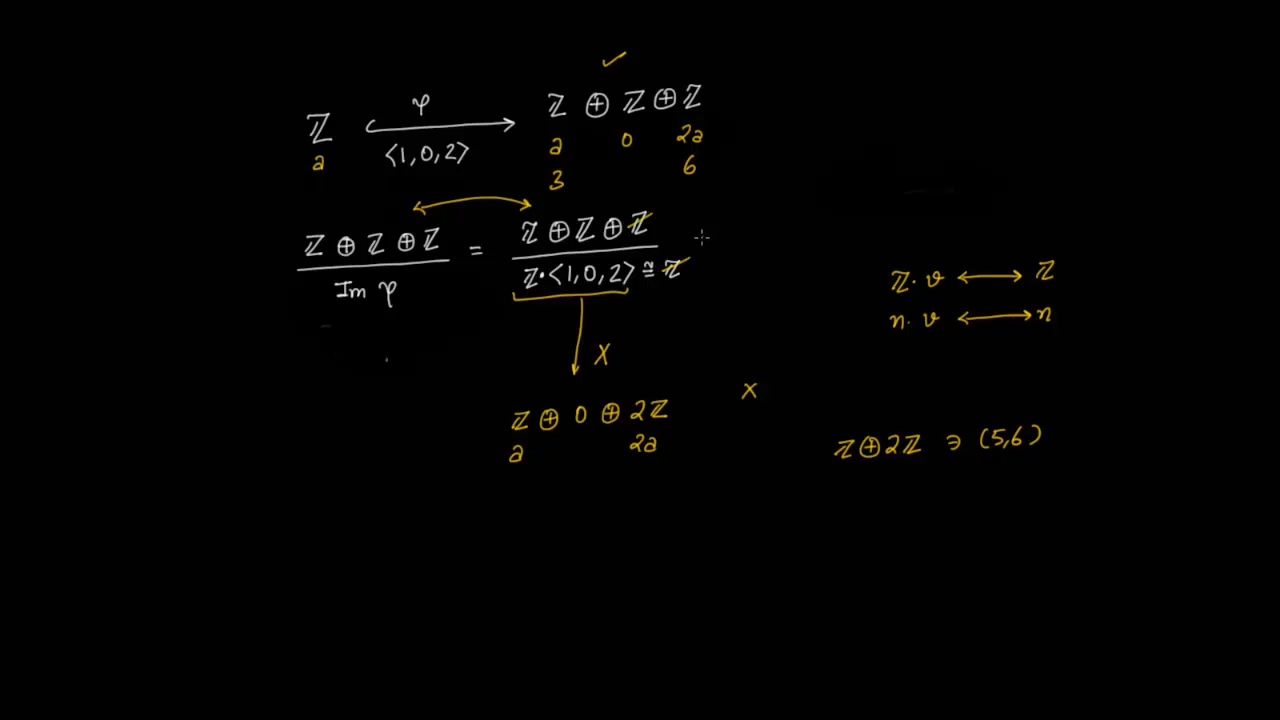 ✓
ℤ ↪ φ ⟶ ℤ ⊕ ℤ ⊕ ℤ
⟨1, 0, 2⟩
a a 0 2a
3 6
ℤ ⊕ ℤ ⊕ ℤ / Im φ = ℤ ⊕ ℤ ⊕ ℤ / ℤ·⟨1, 0, 2⟩ ≅ ℤ
ℤ·v ⟷ ℤ
n·v ⟷ n
X
ℤ ⊕ 0 ⊕ 2ℤ X
a 2a
ℤ ⊕ 2ℤ ∋ (5,6)